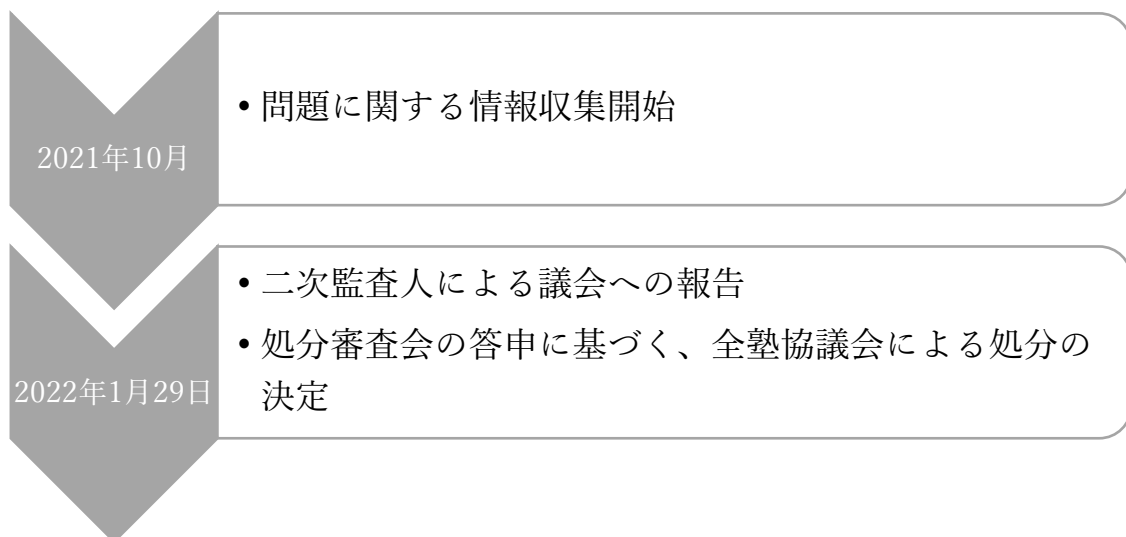 2021年10月
• 問題に関する情報収集開始
2022年1月29日
• 二次監査人による議会への報告
• 処分審査会の答申に基づく、全塾協議会による処分の
決定